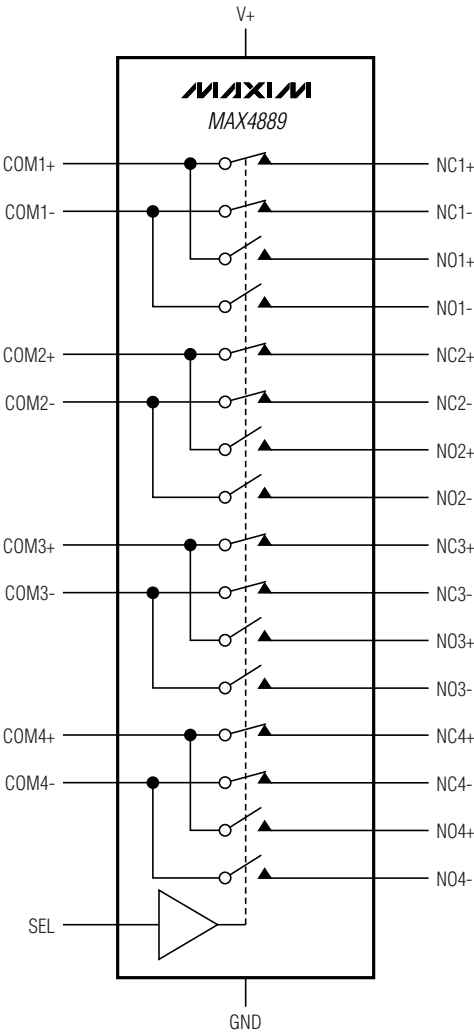 V+
MAXIM
MAX4889
COM1+ NC1+
COM1- NC1-
NO1+
NO1-
COM2+ NC2+
COM2- NC2-
NO2+
NO2-
COM3+ NC3+
COM3- NC3-
NO3+
NO3-
COM4+ NC4+
COM4- NC4-
NO4+
NO4-
SEL
GND